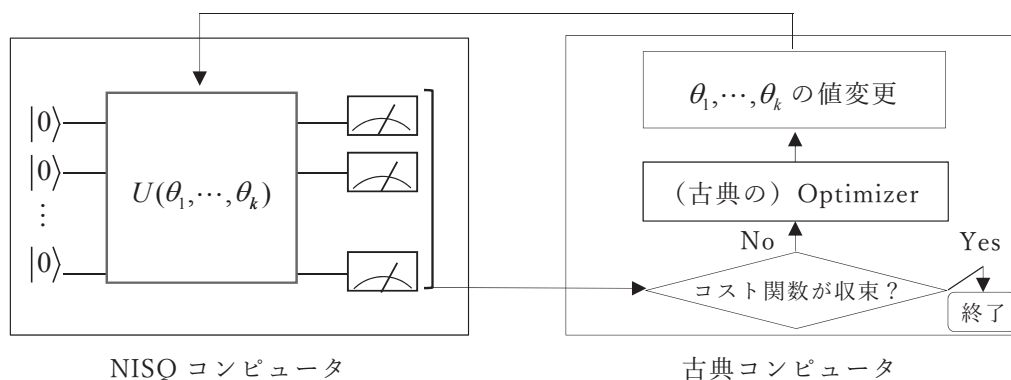 |0⟩
|0⟩
⋮
|0⟩
U(θ₁,⋯,θₖ)
NISQ コンピュータ
θ₁,⋯,θₖ の値変更
（古典の）Optimizer
No
Yes
コスト関数が収束？
終了
古典コンピュータ